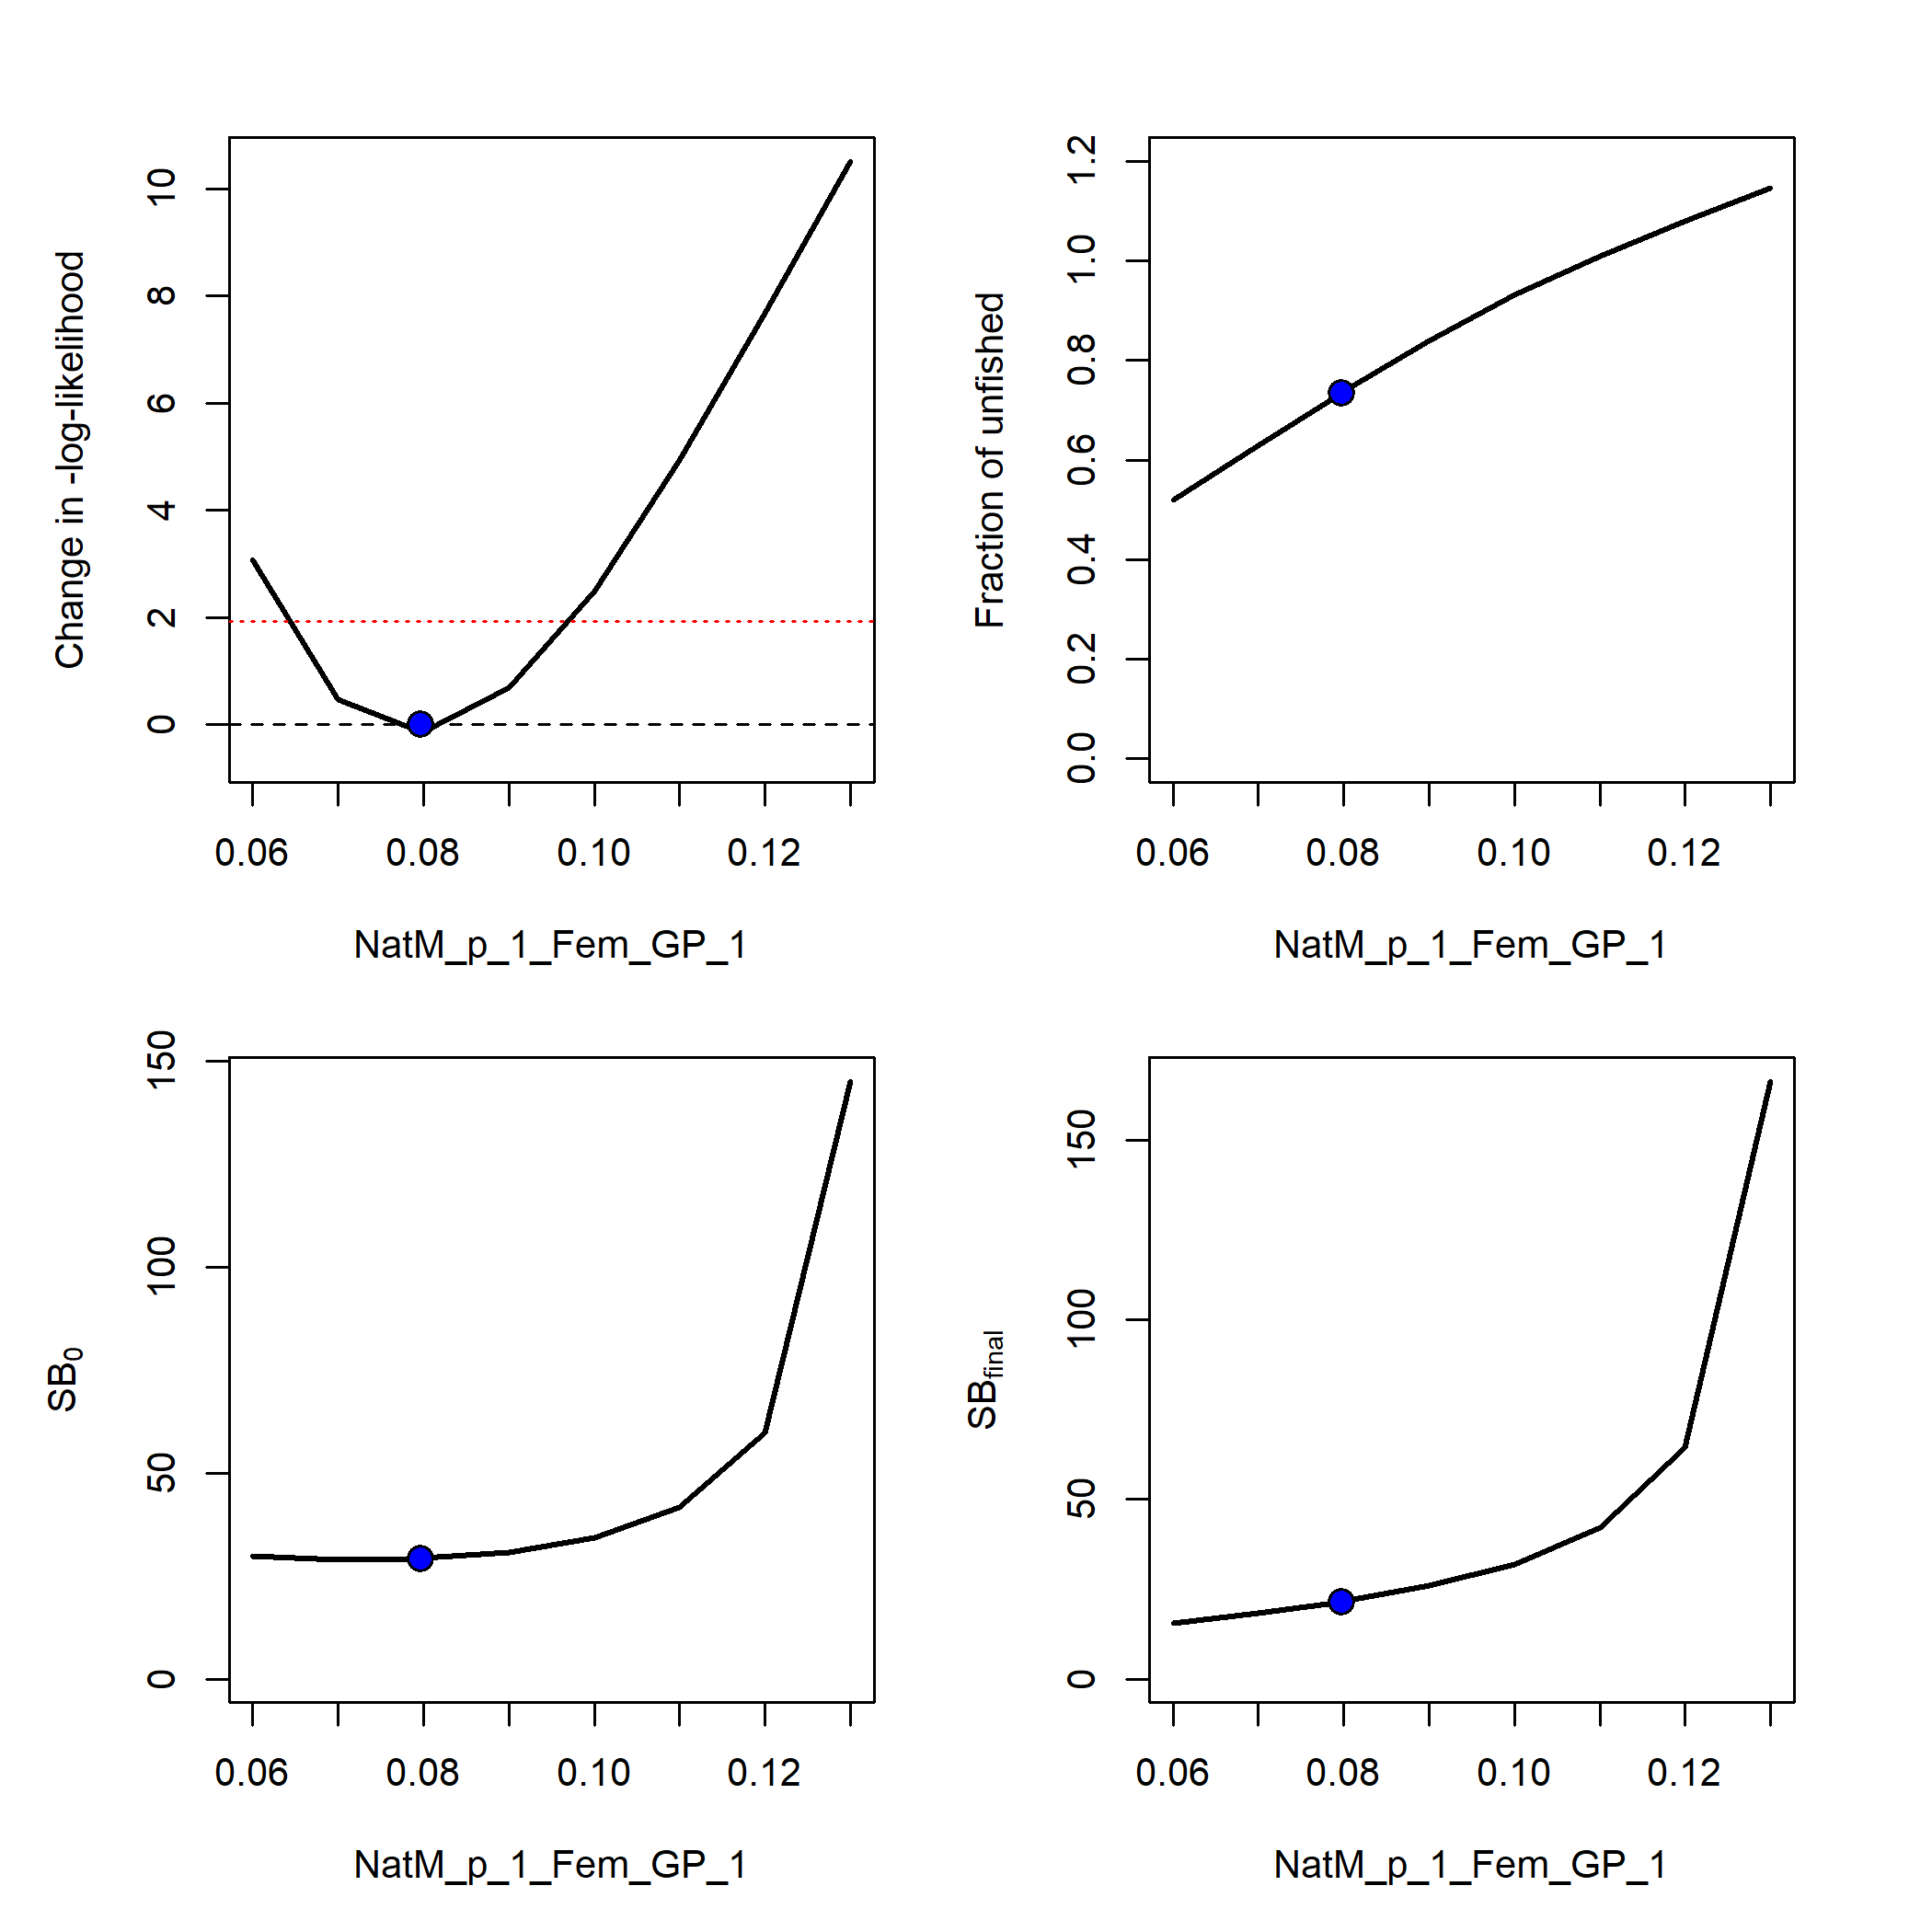 Change in -log-likelihood
0 2 4 6 8 10
0.06 0.08 0.10 0.12
NatM_p_1_Fem_GP_1
Fraction of unfished
0.0 0.2 0.4 0.6 0.8 1.0 1.2
0.06 0.08 0.10 0.12
NatM_p_1_Fem_GP_1
SB0
0 50 100 150
0.06 0.08 0.10 0.12
NatM_p_1_Fem_GP_1
SBfinal
0 50 100 150
0.06 0.08 0.10 0.12
NatM_p_1_Fem_GP_1